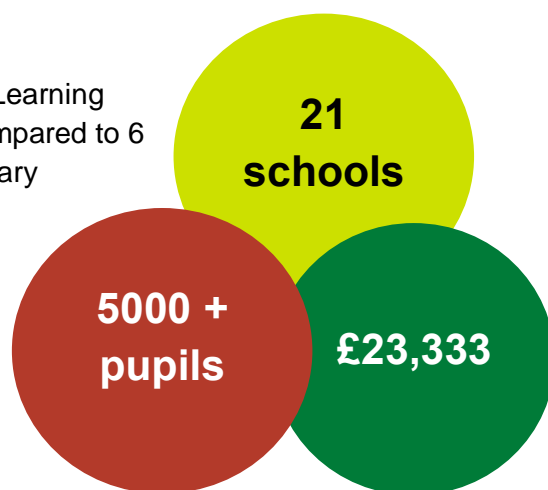 Learning
21
mpared to 6
schools
ary
5000 +
pupils
£23,333